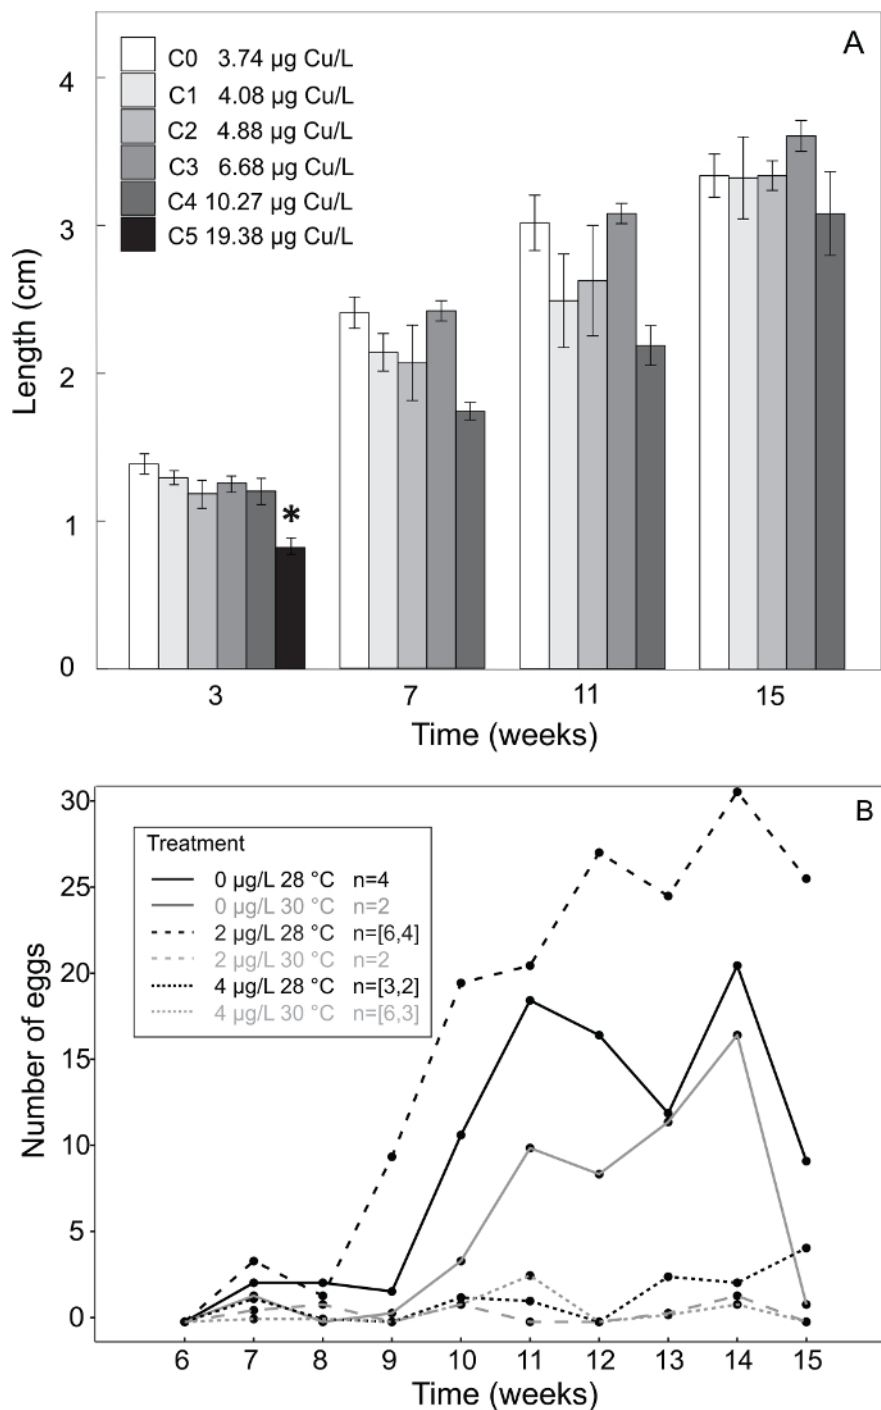 A
C0 3.74 µg Cu/L
C1 4.08 µg Cu/L
C2 4.88 µg Cu/L
C3 6.68 µg Cu/L
C4 10.27 µg Cu/L
C5 19.38 µg Cu/L
4
3
2
1
0
*
Length (cm)
3 7 11 15
Time (weeks)
B
30
25
20
15
10
5
0
Number of eggs
Treatment
0 µg/L 28 °C n=4
0 µg/L 30 °C n=2
2 µg/L 28 °C n=[6,4]
2 µg/L 30 °C n=2
4 µg/L 28 °C n=[3,2]
4 µg/L 30 °C n=[6,3]
6 7 8 9 10 11 12 13 14 15
Time (weeks)